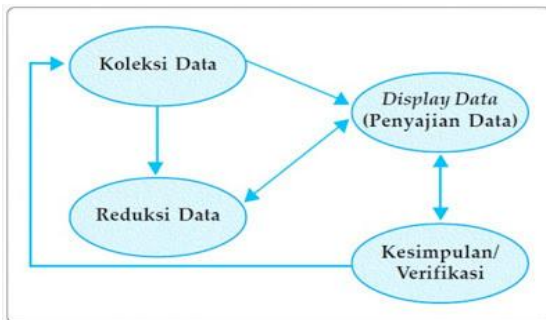 Koleksi Data
Display Data
(Penyajian Data)
Reduksi Data
Kesimpulan/
Verifikasi